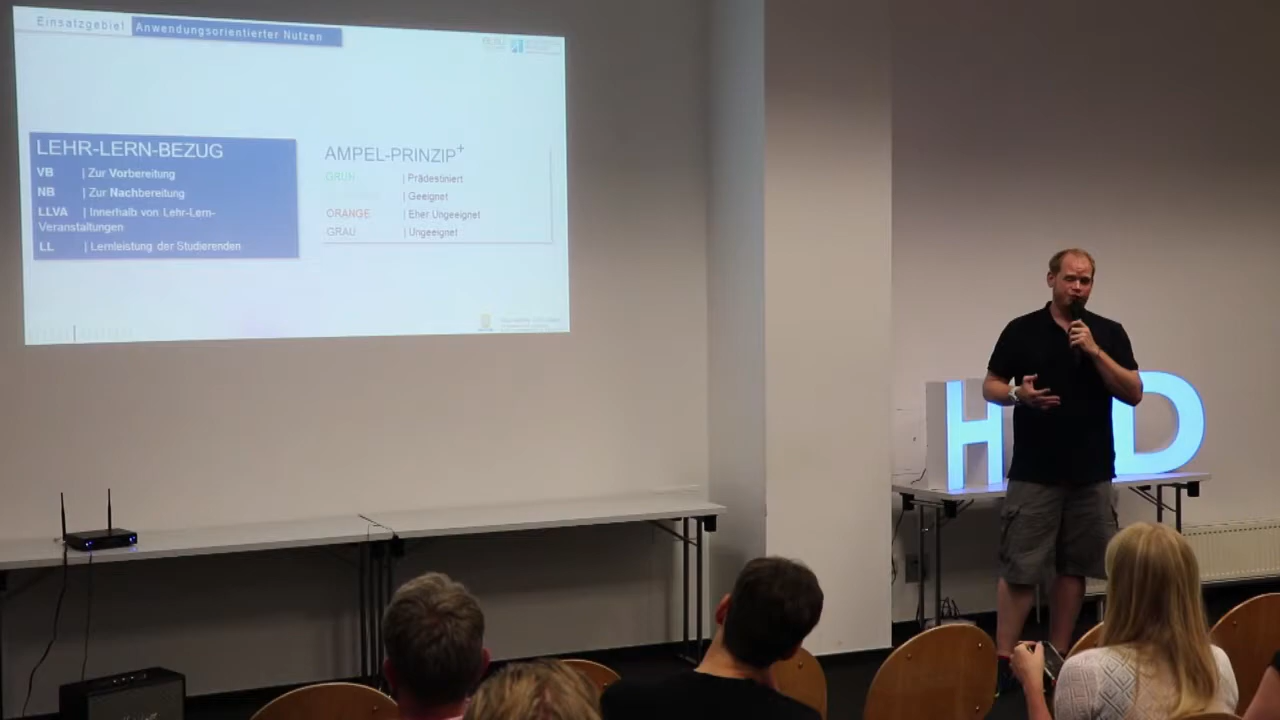 Einsatzgebiet Anwendungsorientierter Nutzen
LEHR-LERN-BEZUG
VB | Zur Vorbereitung
NB | Zur Nachbereitung
LLVA | Innerhalb von Lehr-Lern-
Veranstaltungen
LL | Lernleistung der Studierenden
AMPEL-PRINZIP+
GRÜN | Prädestiniert
| Geeignet
ORANGE | Eher Ungeeignet
GRAU | Ungeeignet
H D